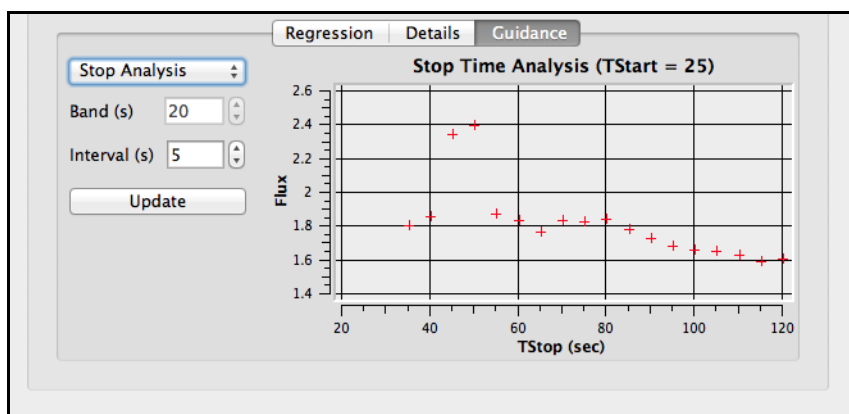 Regression Details Guidance
Stop Analysis
Band (s) 20
Interval (s) 5
Update
Stop Time Analysis (TStart = 25)
Flux
2.6
2.4
2.2
2
1.8
1.6
1.4
20 40 60 80 100 120
TStop (sec)